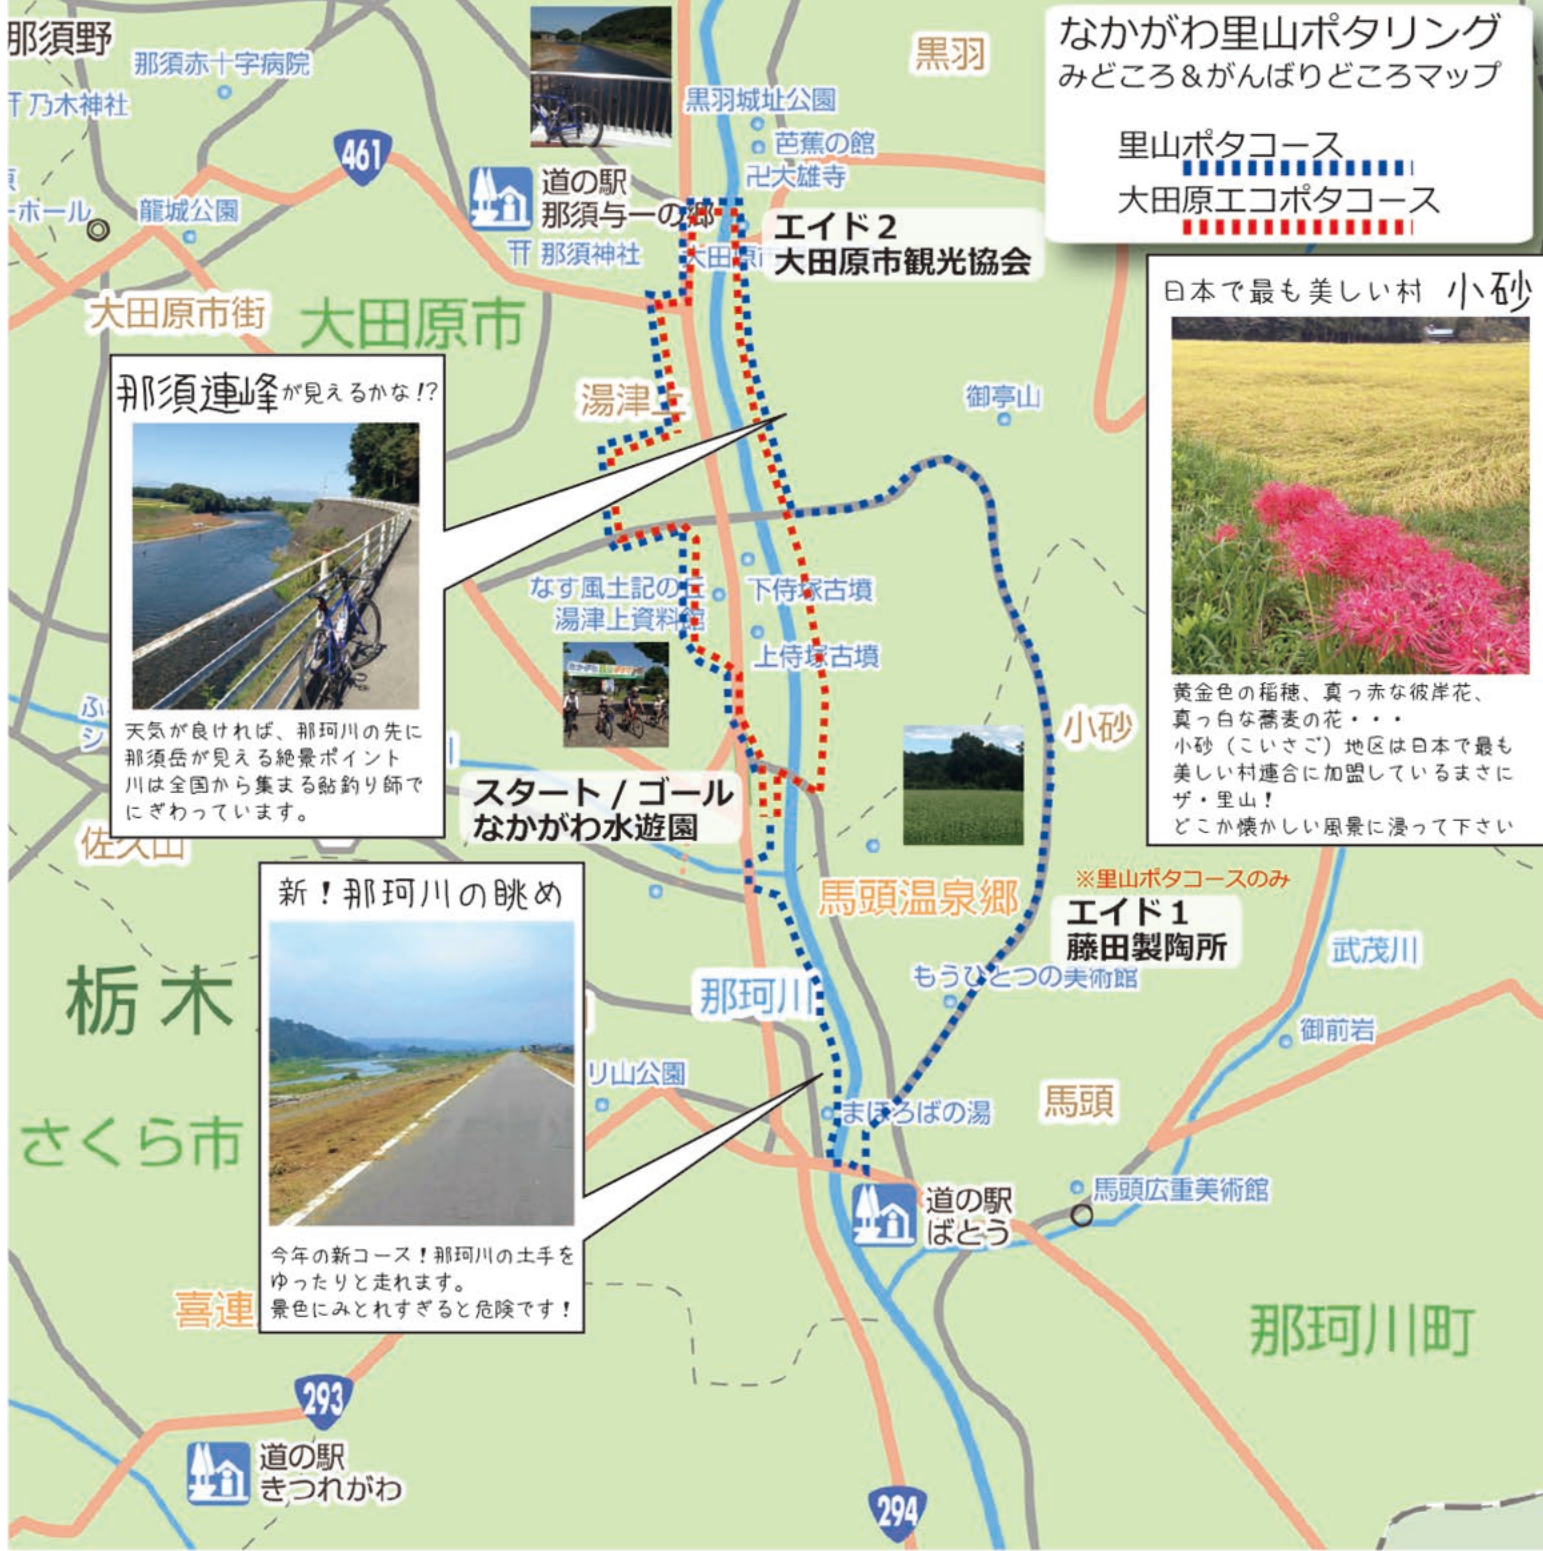 なかがわ里山ポタリング
みどころ＆がんばりどころマップ
里山ポタコース
大田原エコポタコース
那須野
那須赤十字病院
乃木神社
黒羽
黒羽城址公園
芭蕉の館
卍大雄寺
461
道の駅
那須与一の郷
那須神社
ーホール
龍城公園
エイド２
大田原市観光協会
大田原市街
大田原市
湯津上
御亭山
日本で最も美しい村 小砂
黄金色の稲穂、真っ赤な彼岸花、
真っ白な蕎麦の花・・・
小砂（こいさご）地区は日本で最も
美しい村連合に加盟しているまさに
ザ・里山！
どこか懐かしい風景に浸って下さい
那須連峰が見えるかな！？
天気が良ければ、那珂川の先に
那須岳が見える絶景ポイント
川は全国から集まる鮎釣り師で
にぎわっています。
なす風土記の丘
湯津上資料館
下侍塚古墳
上侍塚古墳
小砂
スタート / ゴール
なかがわ水遊園
佐久山
馬頭温泉郷
※里山ポタコースのみ
エイド１
藤田製陶所
もうひとつの美術館
武茂川
御前岩
新！那珂川の眺め
今年の新コース！那珂川の土手を
ゆったりと走れます。
景色にみとれすぎると危険です！
栃木
那珂川
さくら市
リ山公園
まほろばの湯
馬頭
馬頭広重美術館
道の駅
ばとう
喜連
那珂川町
293
道の駅
きつれがわ
294